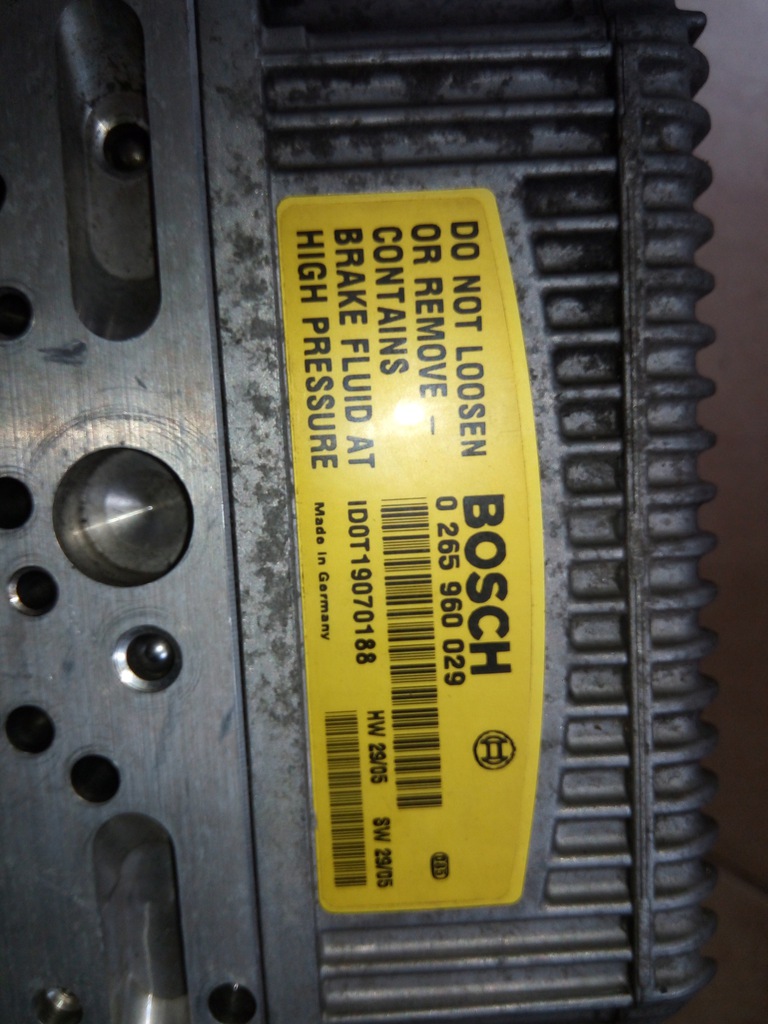 DO NOT LOOSEN
OR REMOVE –
CONTAINS
BRAKE FLUID AT
HIGH PRESSURE
BOSCH
0 265 960 029
ID0T19070188
Made in Germany
HW 29/05 SW 29/05